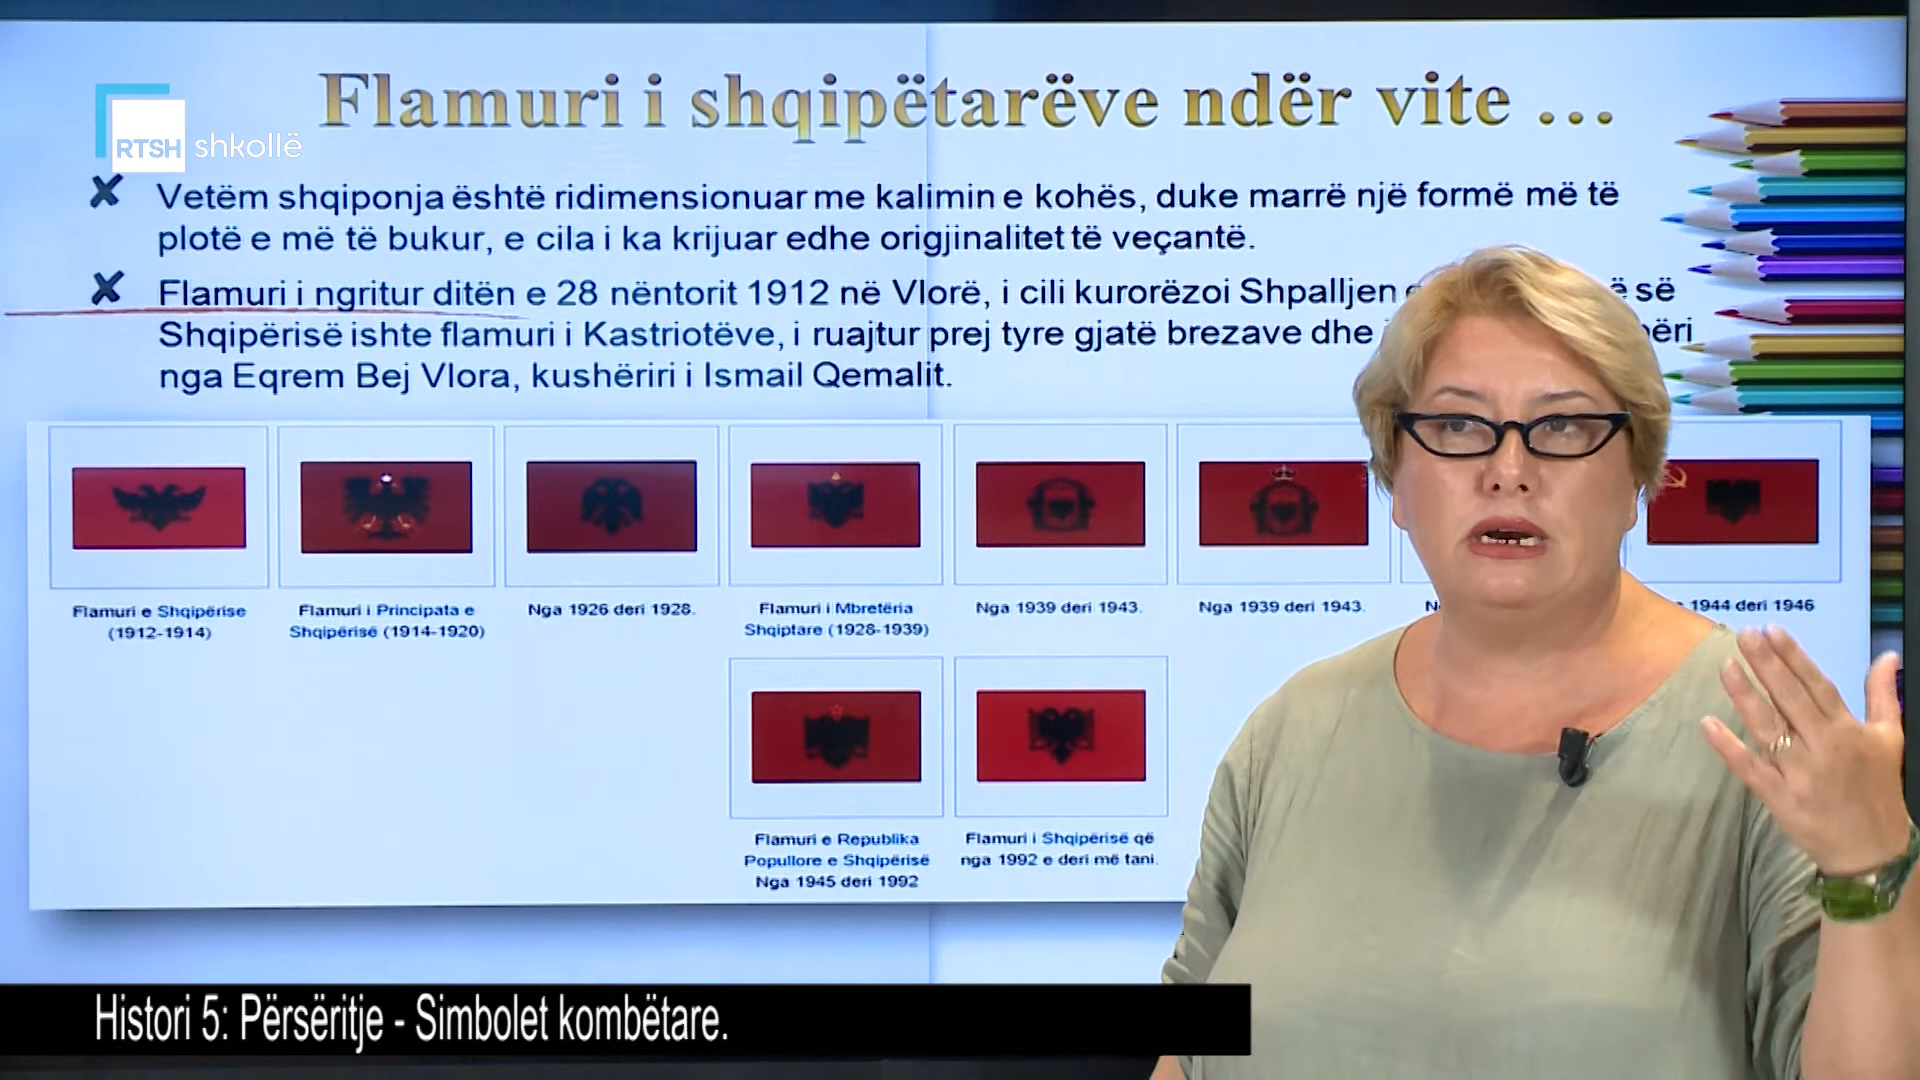 Flamuri i shqipëtarëve ndër vite ...
RTSH shkollë
Vetëm shqiponja është ridimensionuar me kalimin e kohës, duke marrë një formë më të
plotë e më të bukur, e cila i ka krijuar edhe origjinalitet të veçantë.
Flamuri i ngritur ditën e 28 nëntorit 1912 në Vlorë, i cili kurorëzoi Shpalljen së
Shqipërisë ishte flamuri i Kastriotëve, i ruajtur prej tyre gjatë brezave dhe
nga Eqrem Bej Vlora, kushëriri i Ismail Qemalit.
Flamuri e Shqipërise
(1912-1914)
Flamuri i Principata e
Shqipërisë (1914-1920)
Nga 1926 deri 1928.
Flamuri i Mbretëria
Shqiptare (1928-1939)
Nga 1939 deri 1943.
Nga 1939 deri 1943.
1944 deri 1946
Flamuri e Republika
Popullore e Shqipërisë
Nga 1945 deri 1992
Flamuri i Shqipërisë që
nga 1992 e deri më tani.
Histori 5: Përsëritje - Simbolet kombëtare.